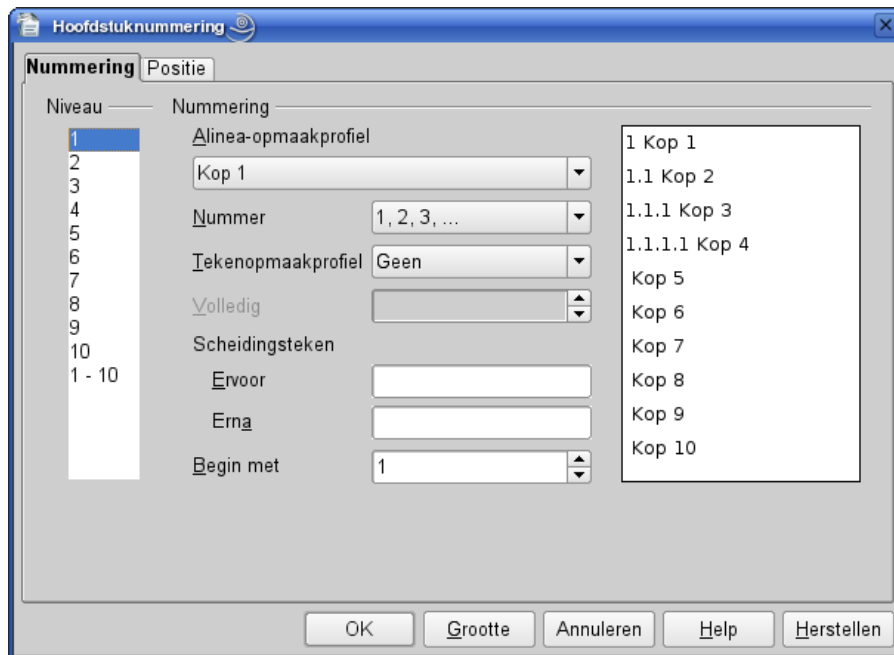 Hoofdstuknummering
Nummering Positie
Niveau
1
2
3
4
5
6
7
8
9
10
1 - 10
Nummering
Alinea-opmaakprofiel
Kop 1
Nummer 1, 2, 3, ...
Tekenopmaakprofiel Geen
Volledig
Scheidingsteken
Ervoor
Erna
Begin met 1
1 Kop 1
1.1 Kop 2
1.1.1 Kop 3
1.1.1.1 Kop 4
Kop 5
Kop 6
Kop 7
Kop 8
Kop 9
Kop 10
OK Grootte Annuleren Help Herstellen